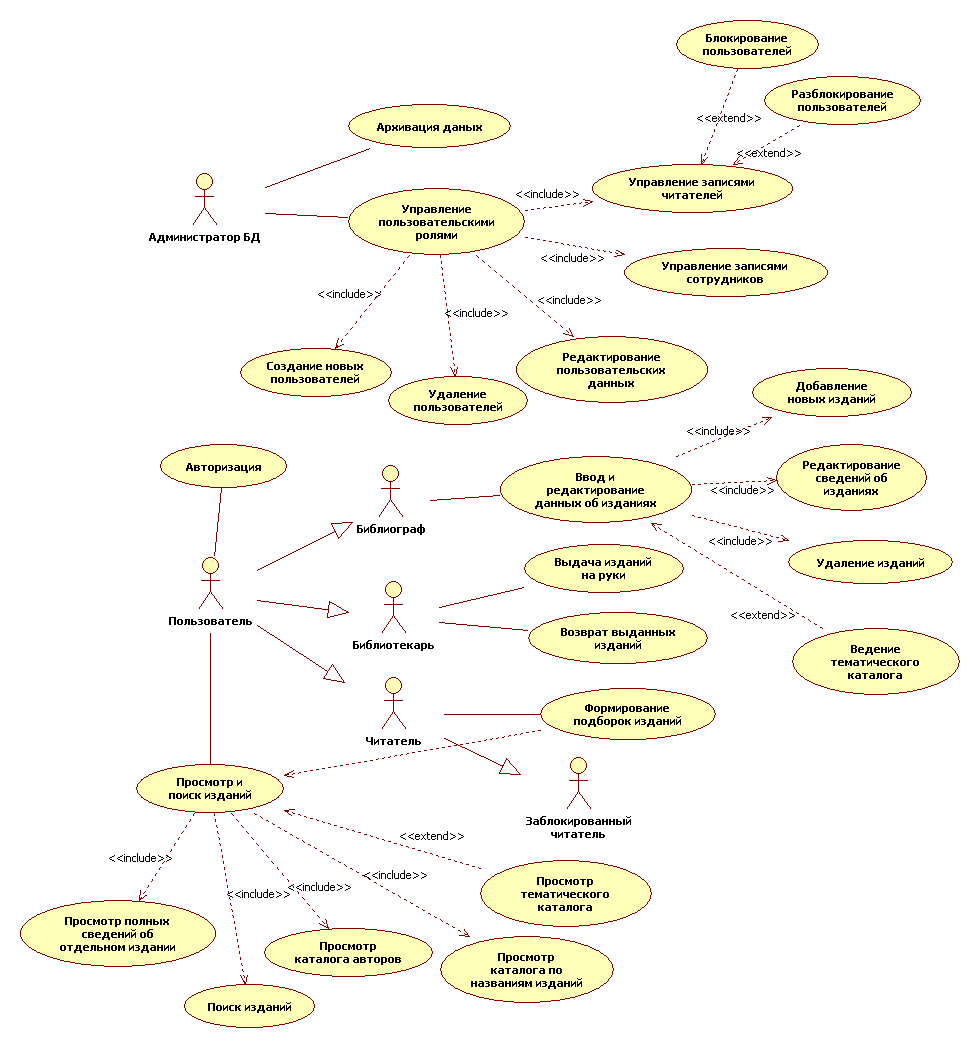 Блокирование
пользователей
Разблокирование
пользователей
<<extend>>
<<extend>>
Архивация даных
Управление записями
читателей
<<include>>
Администратор БД
Управление
пользовательскими
ролями
<<include>>
Управление записями
сотрудников
<<include>>
<<include>>
<<include>>
Создание новых
пользователей
Удаление
пользователей
Редактирование
пользовательских
данных
Добавление
новых изданий
<<include>>
Авторизация
Библиограф
Ввод и
редактирование
данных об изданиях
<<include>>
Редактирование
сведений об
изданиях
<<include>>
Удаление изданий
Выдача изданий
на руки
Пользователь
Библиотекарь
Возврат выданных
изданий
<<extend>>
Ведение
тематического
каталога
Читатель
Формирование
подборок изданий
Просмотр и
поиск изданий
Заблокированный
читатель
<<extend>>
<<include>>
<<include>>
<<include>>
<<include>>
Просмотр
тематического
каталога
Просмотр полных
сведений об
отдельном издании
Просмотр
каталога авторов
Просмотр
каталога по
названиям изданий
Поиск изданий